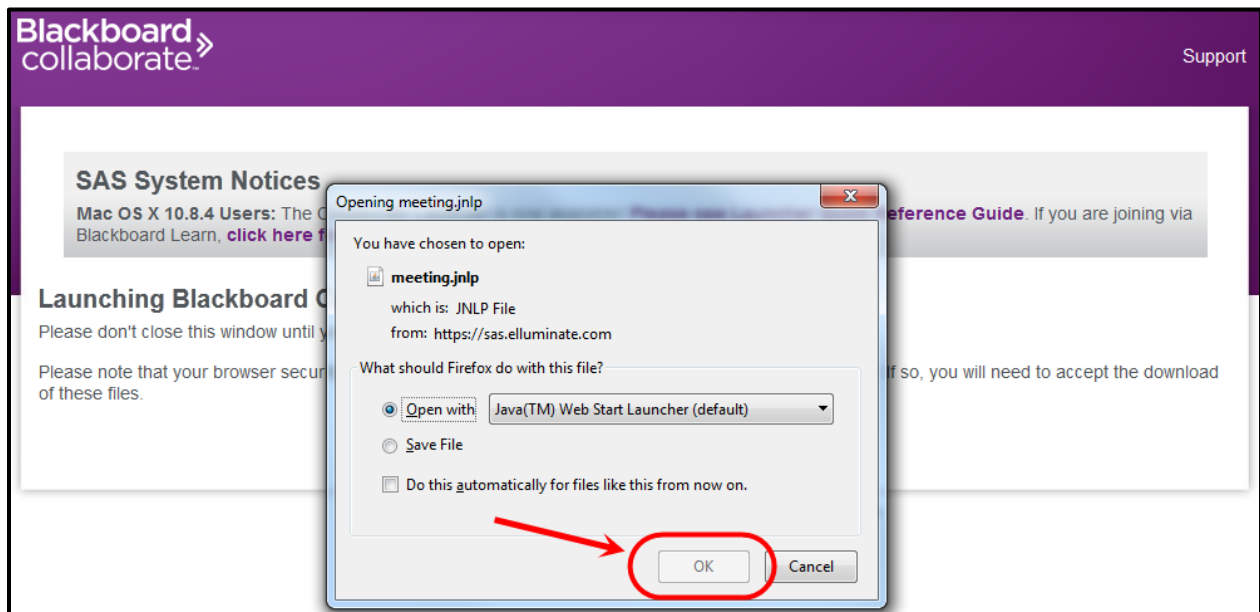 Blackboard
collaborate™
Support
SAS System Notices
Mac OS X 10.8.4 Users: The C
eference Guide. If you are joining via
Blackboard Learn, click here f
Launching Blackboard C
Please don't close this window until y
Please note that your browser secur
If so, you will need to accept the download
of these files.
Opening meeting.jnlp
You have chosen to open:
meeting.jnlp
which is: JNLP File
from: https://sas.elluminate.com
What should Firefox do with this file?
Open with Java(TM) Web Start Launcher (default)
Save File
Do this automatically for files like this from now on.
OK
Cancel